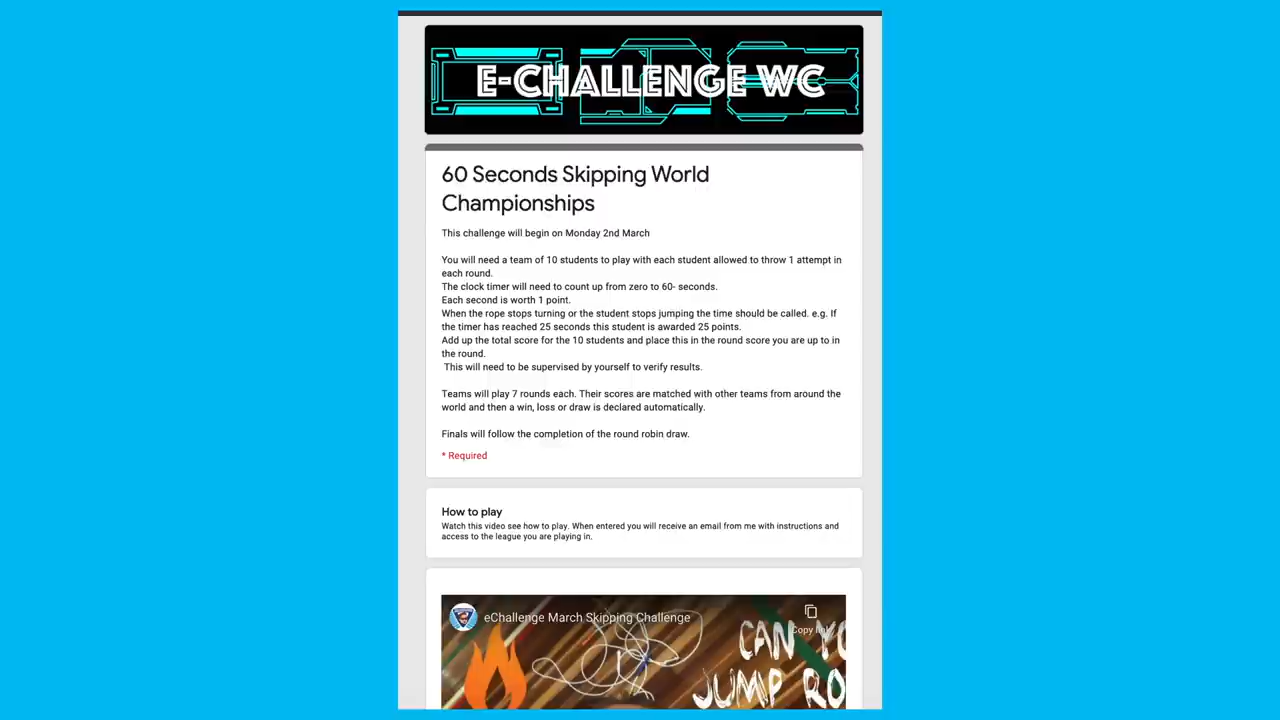 E-CHALLENGE WC
60 Seconds Skipping World
Championships
This challenge will begin on Monday 2nd March
You will need a team of 10 students to play with each student allowed to throw 1 attempt in
each round.
The clock timer will need to count up from zero to 60- seconds.
Each second is worth 1 point.
When the rope stops turning or the student stops jumping the time should be called. e.g. If
the timer has reached 25 seconds this student is awarded 25 points.
Add up the total score for the 10 students and place this in the round score you are up to in
the round.
This will need to be supervised by yourself to verify results.
Teams will play 7 rounds each. Their scores are matched with other teams from around the
world and then a win, loss or draw is declared automatically.
Finals will follow the completion of the round robin draw.
* Required
How to play
Watch this video see how to play. When entered you will receive an email from me with instructions and
access to the league you are playing in.
eChallenge March Skipping Challenge
Copy link
CAN YO
JUMP RO